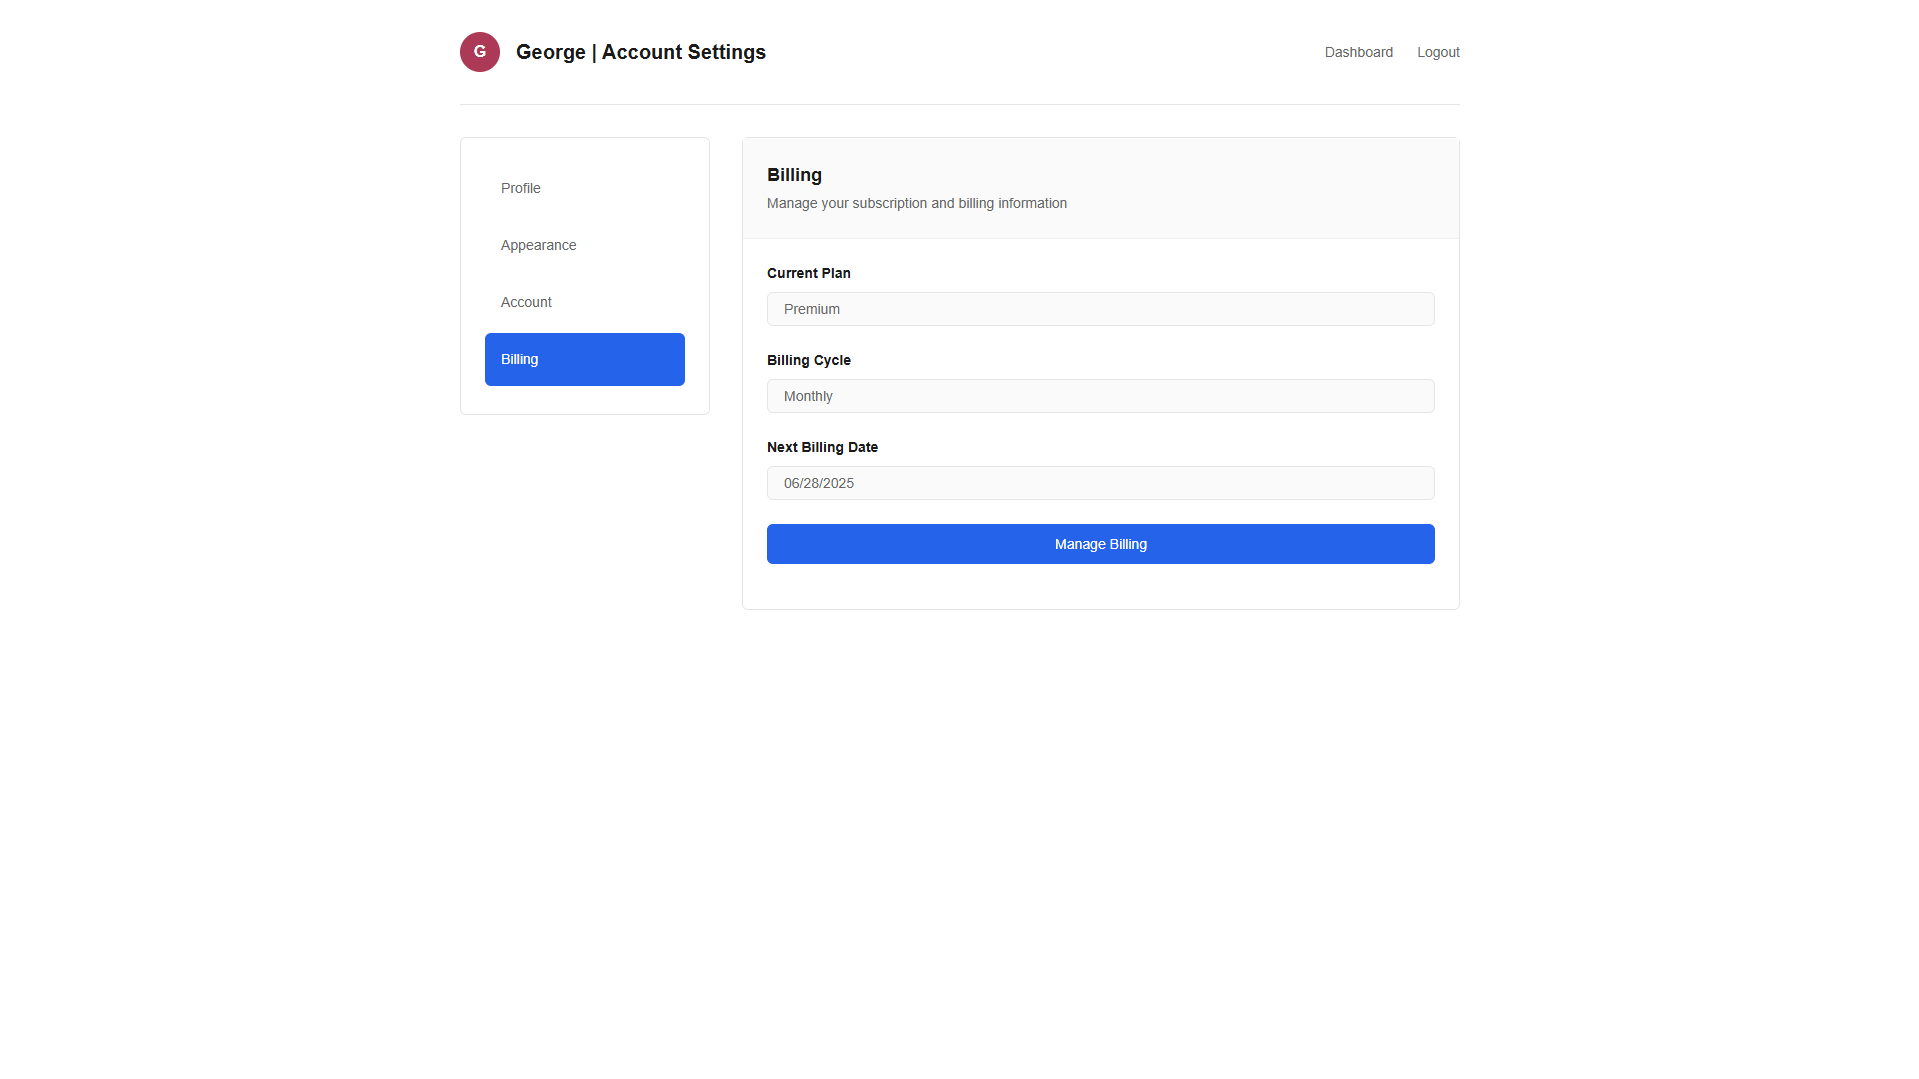 G
George | Account Settings
Dashboard
Logout
Profile
Appearance
Account
Billing
Billing
Manage your subscription and billing information
Current Plan
Premium
Billing Cycle
Monthly
Next Billing Date
06/28/2025
Manage Billing